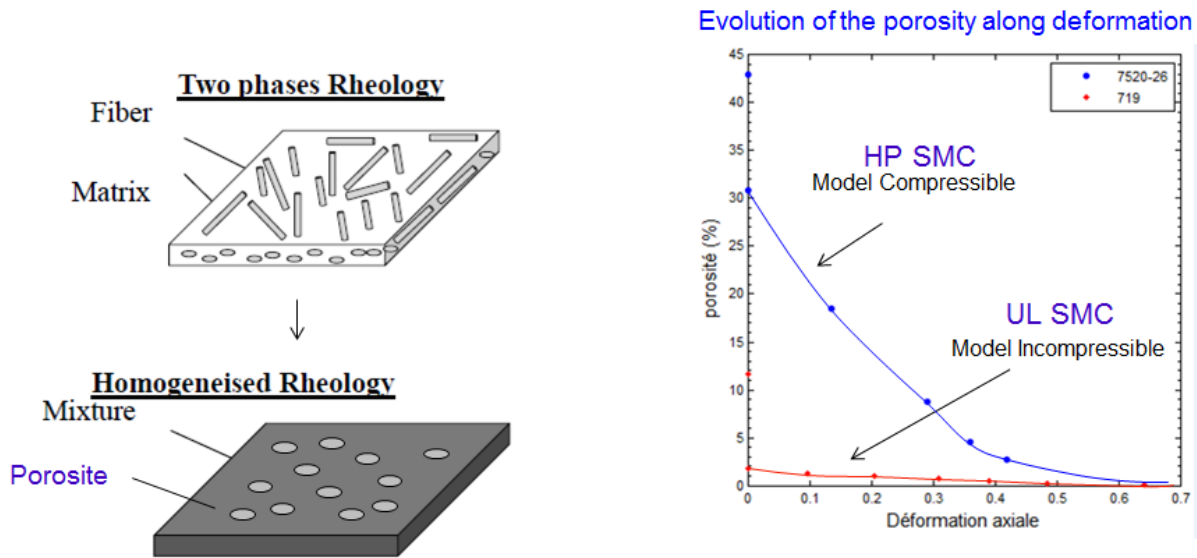 Two phases Rheology
Fiber
Matrix
Homogeneised Rheology
Mixture
Porosite
Evolution of the porosity along deformation
45
40
35
30
25
20
15
10
5
0
porosité (%)
7520-26
719
HP SMC
Model Compressible
UL SMC
Model Incompressible
0 0.1 0.2 0.3 0.4 0.5 0.6 0.7
Déformation axiale